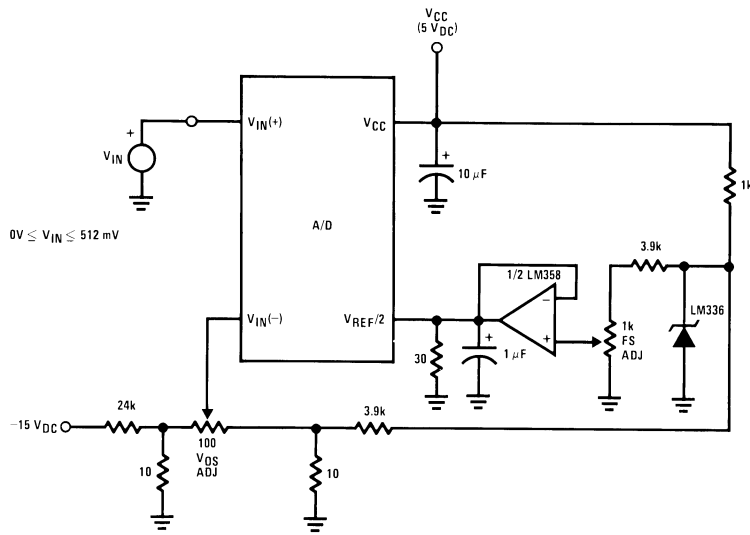 VCC
(5 VDC)
+
VIN
VIN(+)
VCC
+
10 µF
1k
A/D
0V ≤ VIN ≤ 512 mV
3.9k
1/2 LM358
−
+
LM336
1k
FS
ADJ
VIN(−)
VREF/2
30
+
1 µF
−15 VDC
24k
3.9k
100
VOS
ADJ
10
10